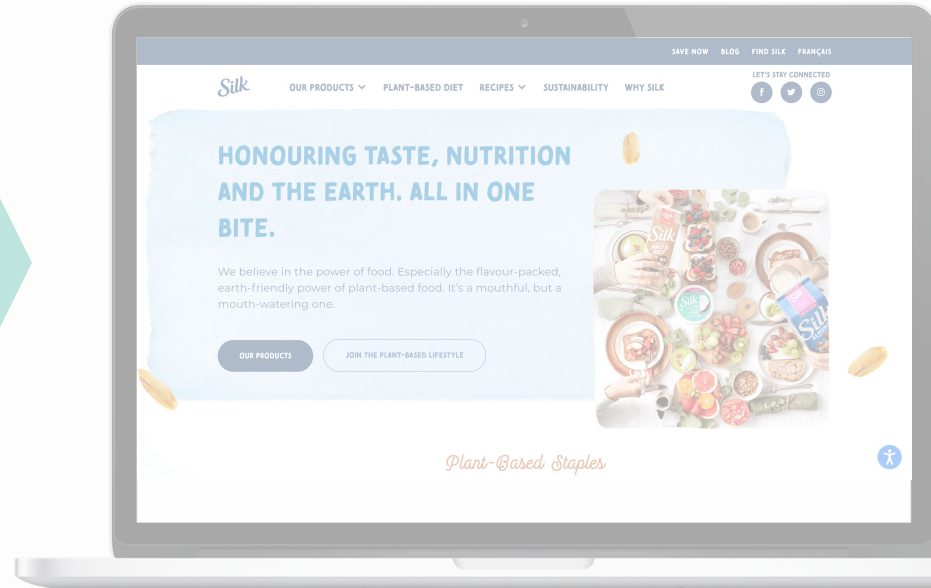 SAVE NOW BLOG FIND SILK FRANÇAIS
LET'S STAY CONNECTED
Silk OUR PRODUCTS PLANT-BASED DIET RECIPES SUSTAINABILITY WHY SILK
HONOURING TASTE, NUTRITION
AND THE EARTH. ALL IN ONE
BITE.
We believe in the power of food. Especially the flavour-packed,
earth-friendly power of plant-based food. It's a mouthful, but a
mouth-watering one.
OUR PRODUCTS JOIN THE PLANT-BASED LIFESTYLE
Silk
Silk
Silk
Plant-Based Staples